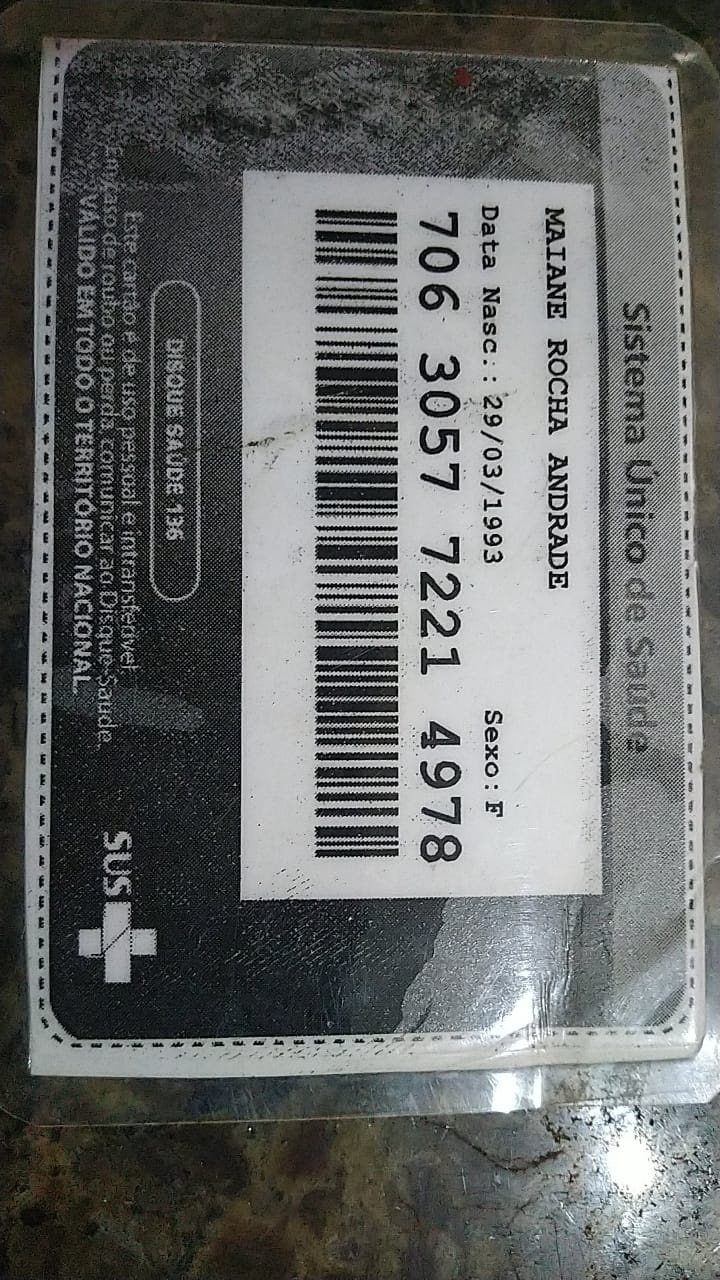 Sistema Único de Saúde
MAIANE ROCHA ANDRADE
Data Nasc.: 29/03/1993 Sexo: F
706 3057 7221 4978
DISQUE SAÚDE 136
Este cartão é de uso pessoal e intransferível.
Em caso de roubo ou perda, comunicar ao Disque-Saúde.
VÁLIDO EM TODO O TERRITÓRIO NACIONAL.
SUS